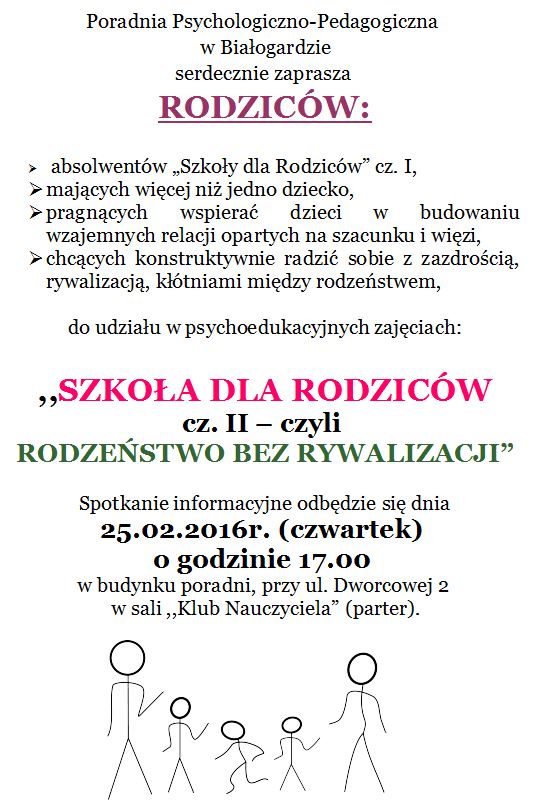 Poradnia Psychologiczno-Pedagogiczna
w Białogardzie
serdecznie zaprasza
RODZICÓW:
➢ absolwentów „Szkoły dla Rodziców” cz. I,
➢ mających więcej niż jedno dziecko,
➢ pragnących wspierać dzieci w budowaniu
wzajemnych relacji opartych na szacunku i więzi,
➢ chcących konstruktywnie radzić sobie z zazdrością,
rywalizacją, kłótniami między rodzeństwem,
do udziału w psychoedukacyjnych zajęciach:
,,SZKOŁA DLA RODZICÓW
cz. II – czyli
RODZEŃSTWO BEZ RYWALIZACJI”
Spotkanie informacyjne odbędzie się dnia
25.02.2016r. (czwartek)
o godzinie 17.00
w budynku poradni, przy ul. Dworcowej 2
w sali ,,Klub Nauczyciela” (parter).